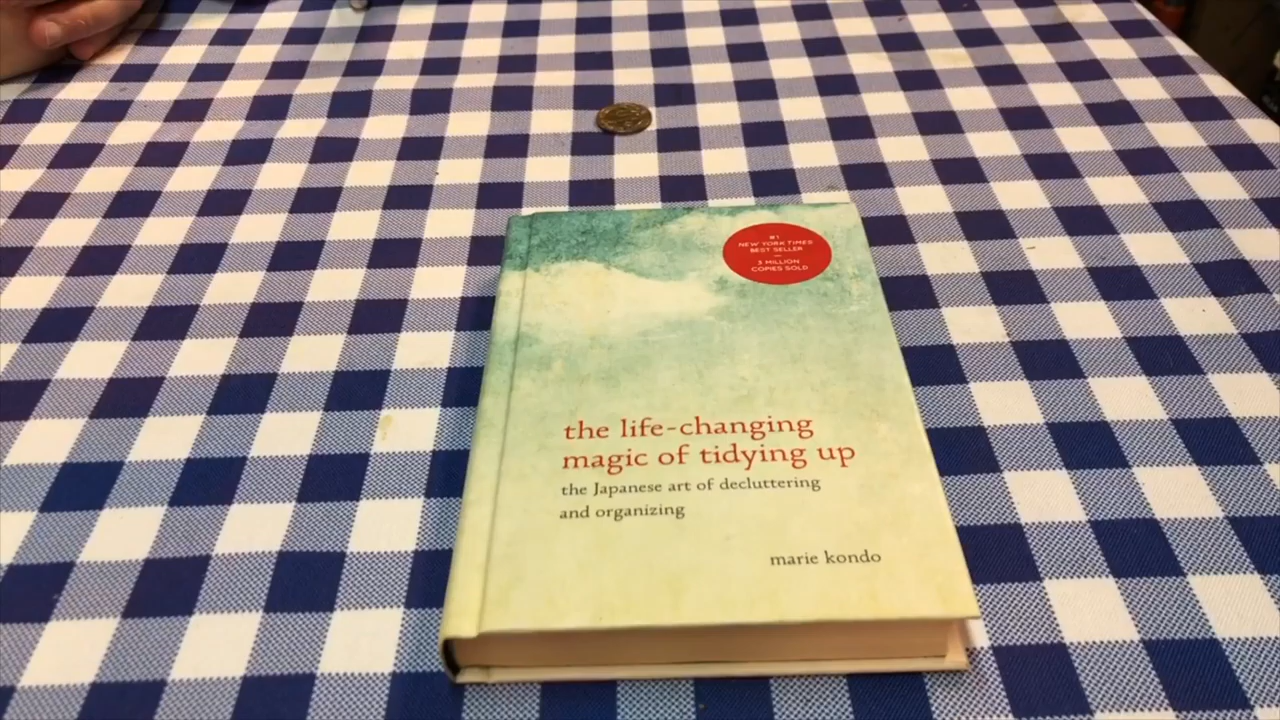 #1
NEW YORK TIMES
BEST SELLER
—
3 MILLION
COPIES SOLD
the life-changing
magic of tidying up
the Japanese art of decluttering
and organizing
marie kondo